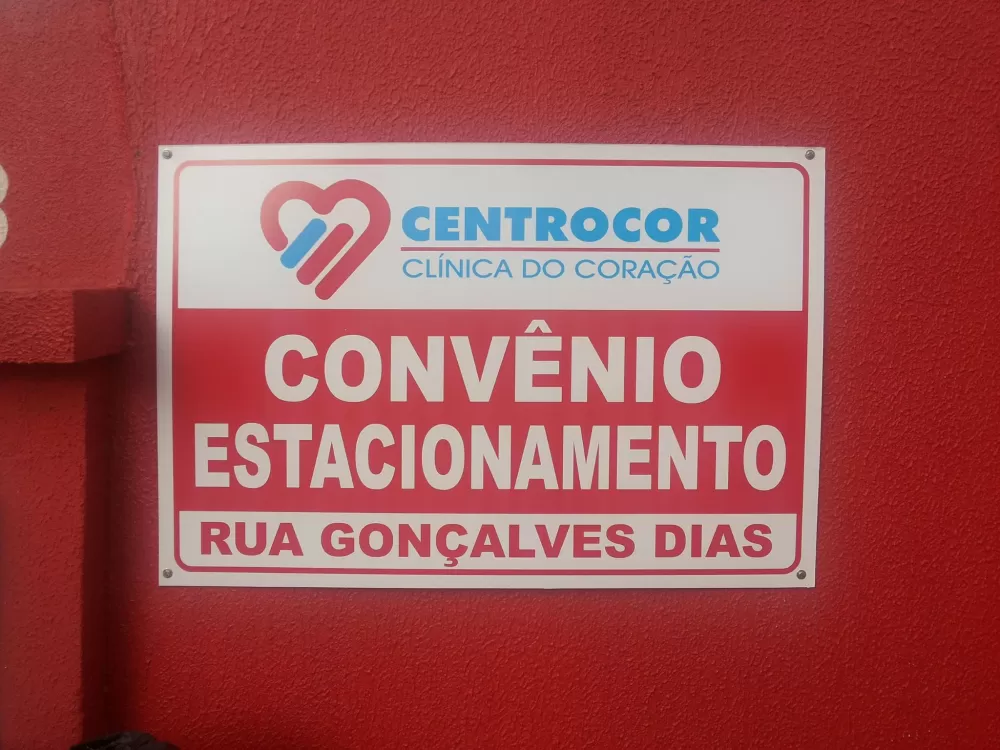 CENTROCOR
CLÍNICA DO CORAÇÃO
CONVÊNIO
ESTACIONAMENTO
RUA GONÇALVES DIAS